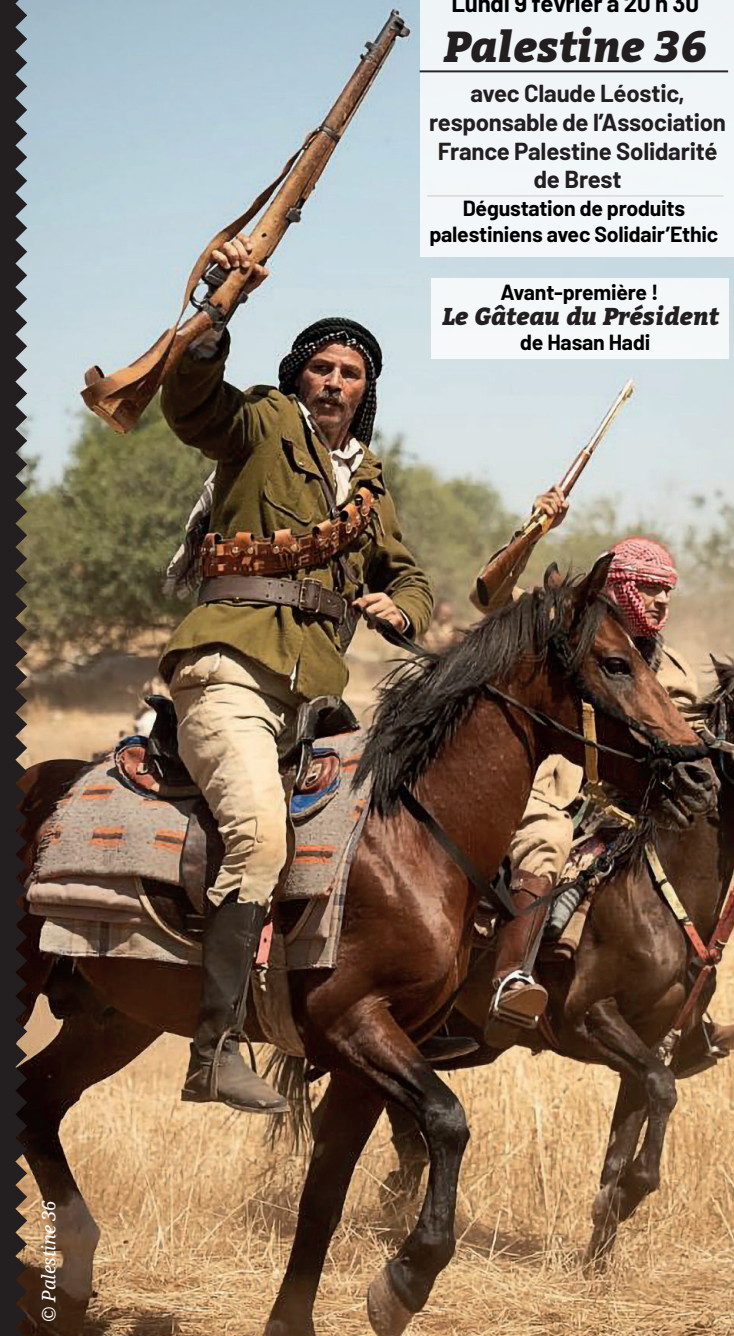 Lundi 9 février à 20 h 30
Palestine 36
avec Claude Léostic,
responsable de l'Association
France Palestine Solidarité
de Brest
Dégustation de produits
palestiniens avec Solidair'Ethic
Avant-première !
Le Gâteau du Président
de Hasan Hadi
© Palestine 36